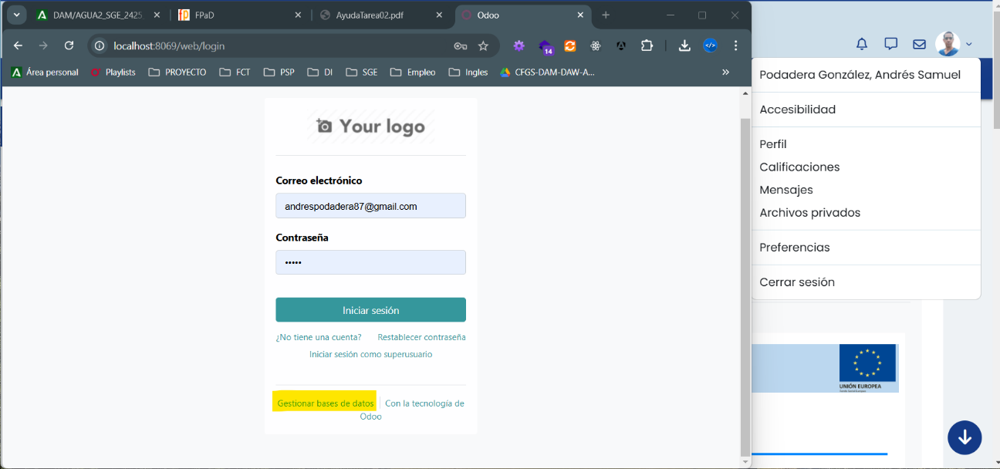 DAM/AGUA2_SGE_2425
FPaD
AyudaTarea02.pdf
Odoo
localhost:8069/web/login
14
Área personal
Playlists
PROYECTO
FCT
PSP
DI
SGE
Empleo
Ingles
CFGS-DAM-DAW-A...
Your logo
Correo electrónico
andrespodadera87@gmail.com
Contraseña
•••••
Iniciar sesión
¿No tiene una cuenta?
Restablecer contraseña
Iniciar sesión como superusuario
Gestionar bases de datos
Con la tecnología de
Odoo
Podadera González, Andrés Samuel
Accesibilidad
Perfil
Calificaciones
Mensajes
Archivos privados
Preferencias
Cerrar sesión
UNIÓN EUROPEA